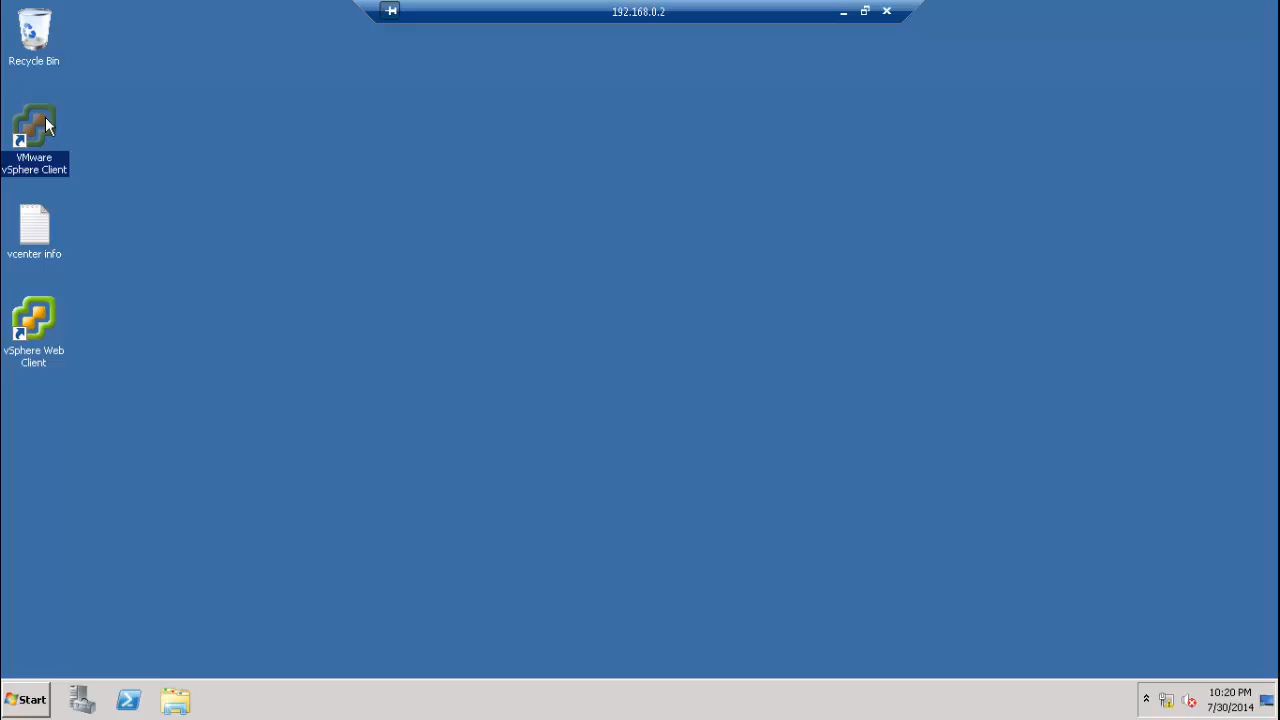 192.168.0.2
Recycle Bin
VMware
vSphere Client
vcenter info
vSphere Web
Client
Start
10:20 PM
7/30/2014